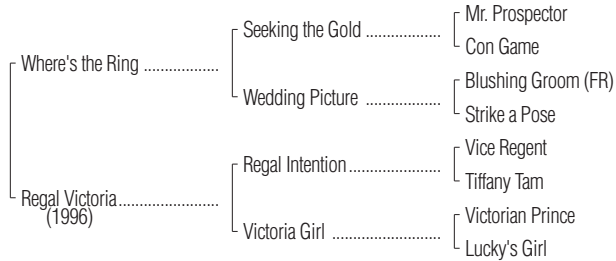 Mr. Prospector
Seeking the Gold ..................
Con Game
Where's the Ring ..................
Blushing Groom (FR)
Wedding Picture ..................
Strike a Pose
Vice Regent
Regal Intention......................
Tiffany Tam
Regal Victoria........................
(1996)
Victorian Prince
Victoria Girl ..........................
Lucky's Girl